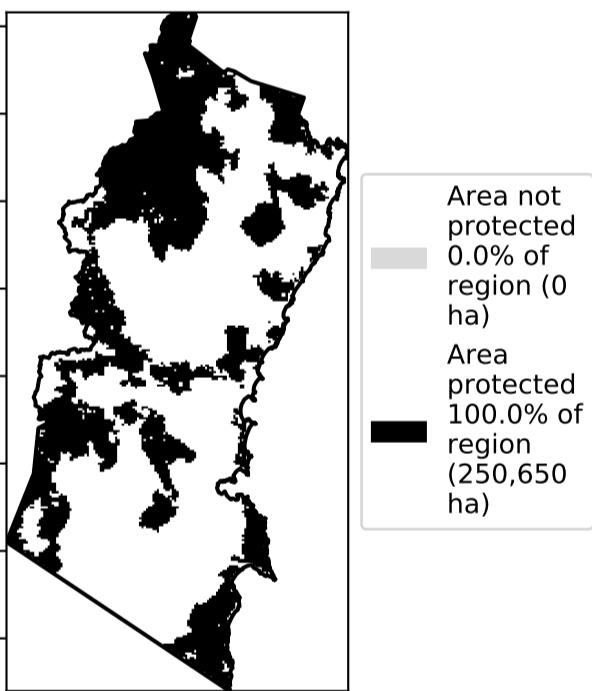 Area not
protected
0.0% of
region (0
ha)
Area
protected
100.0% of
region
(250,650
ha)